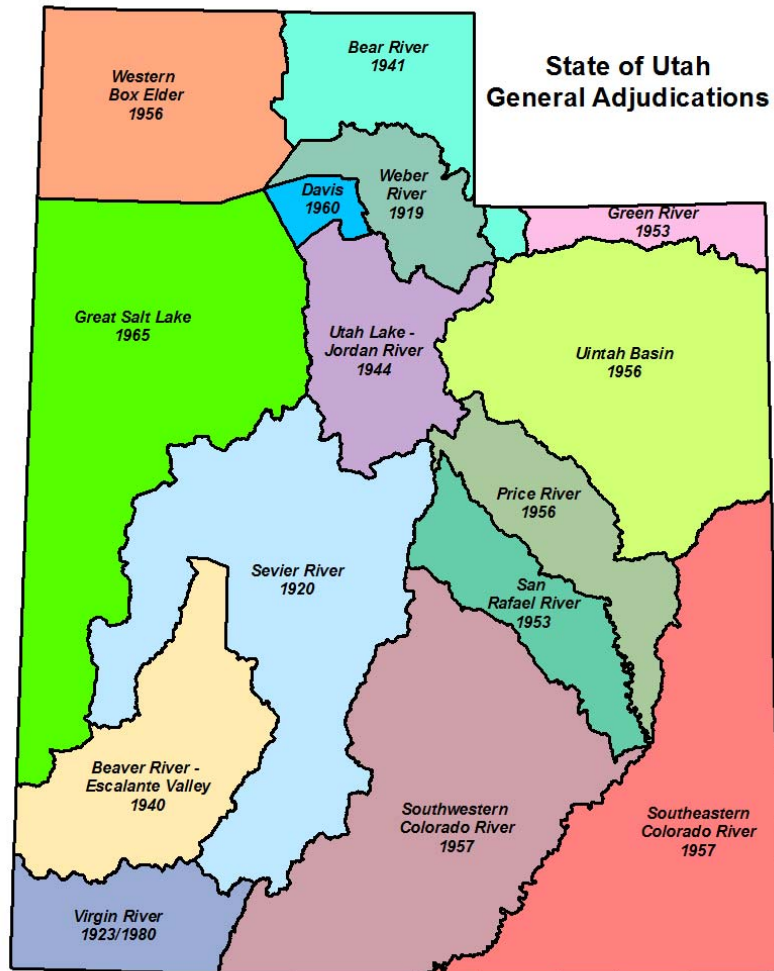 State of Utah
General Adjudications
Bear River
1941
Western
Box Elder
1956
Weber
River
1919
Davis
1960
Green River
1953
Great Salt Lake
1965
Utah Lake -
Jordan River
1944
Uintah Basin
1956
Price River
1956
Sevier River
1920
San
Rafael River
1953
Beaver River -
Escalante Valley
1940
Southwestern
Colorado River
1957
Southeastern
Colorado River
1957
Virgin River
1923/1980